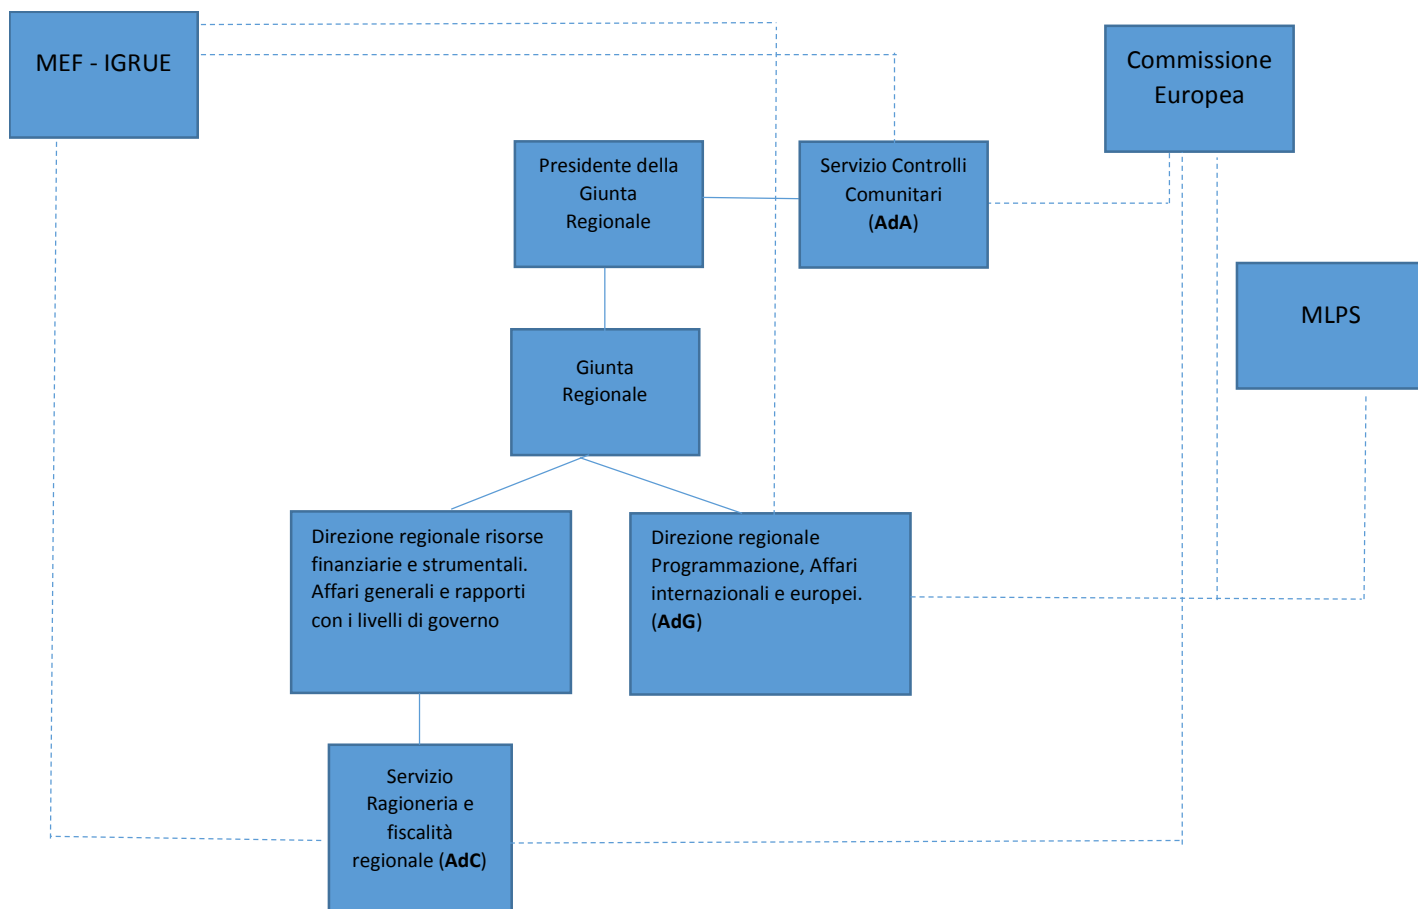 MEF - IGRUE
Commissione
Europea
Presidente della
Giunta
Regionale
Servizio Controlli
Comunitari
(AdA)
MLPS
Giunta
Regionale
Direzione regionale risorse
finanziarie e strumentali.
Affari generali e rapporti
con i livelli di governo
Direzione regionale
Programmazione, Affari
internazionali e europei.
(AdG)
Servizio
Ragioneria e
fiscalità
regionale (AdC)